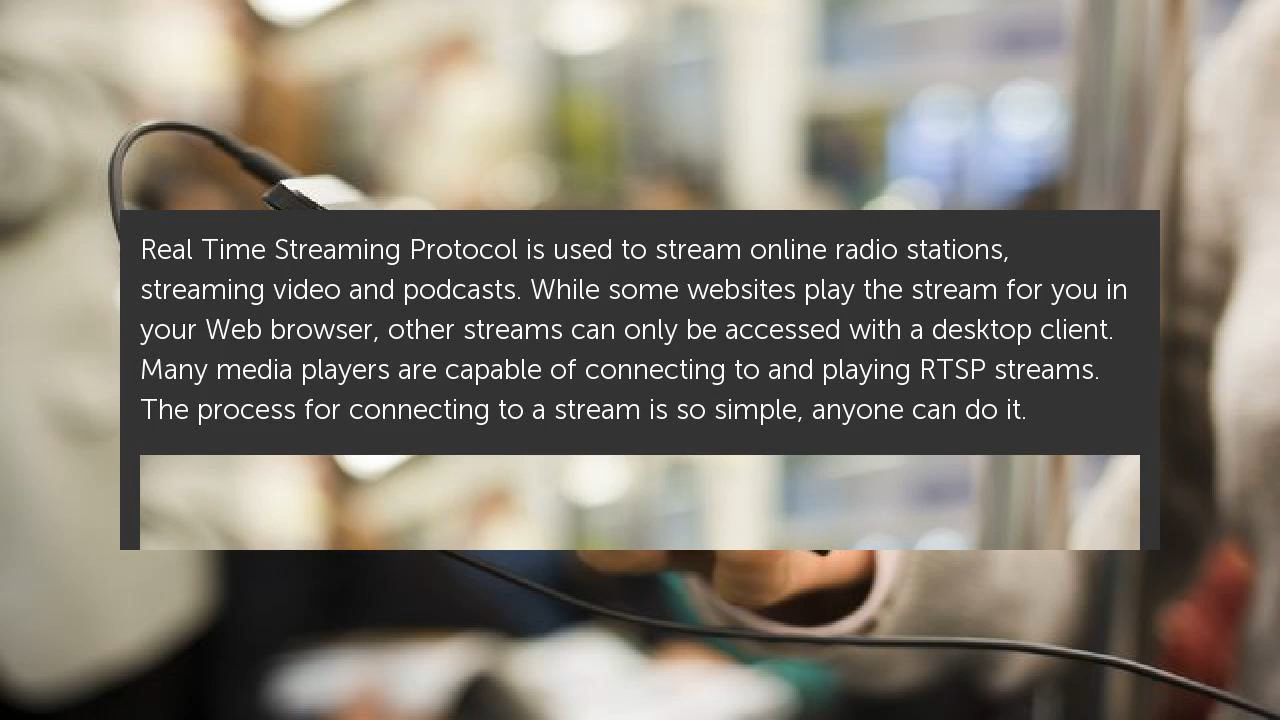 Real Time Streaming Protocol is used to stream online radio stations,
streaming video and podcasts. While some websites play the stream for you in
your Web browser, other streams can only be accessed with a desktop client.
Many media players are capable of connecting to and playing RTSP streams.
The process for connecting to a stream is so simple, anyone can do it.